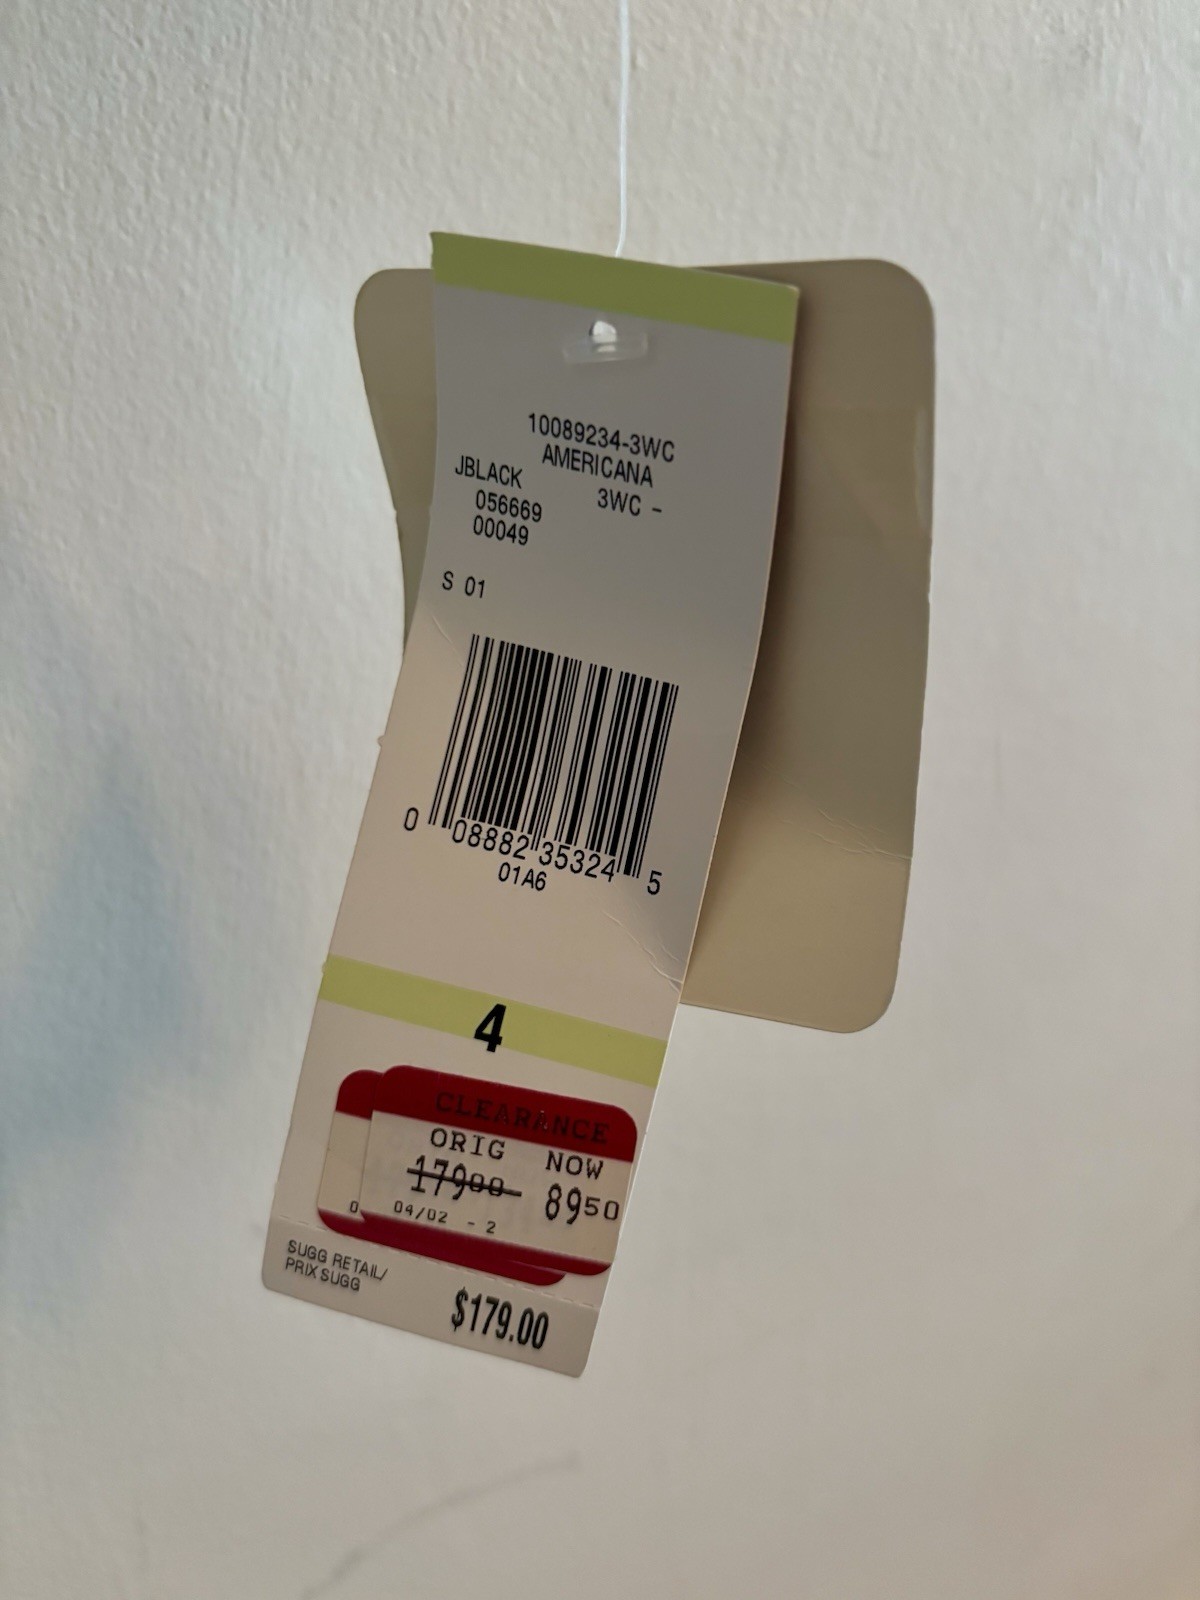 10089234-3WC
AMERICANA
JBLACK 3WC -
056669
00049
S 01
0 08882 35324 5
01A6
4
CLEARANCE
ORIG NOW
17900 8950
0 04/02 - 2
SUGG RETAIL/
PRIX SUGG
$179.00